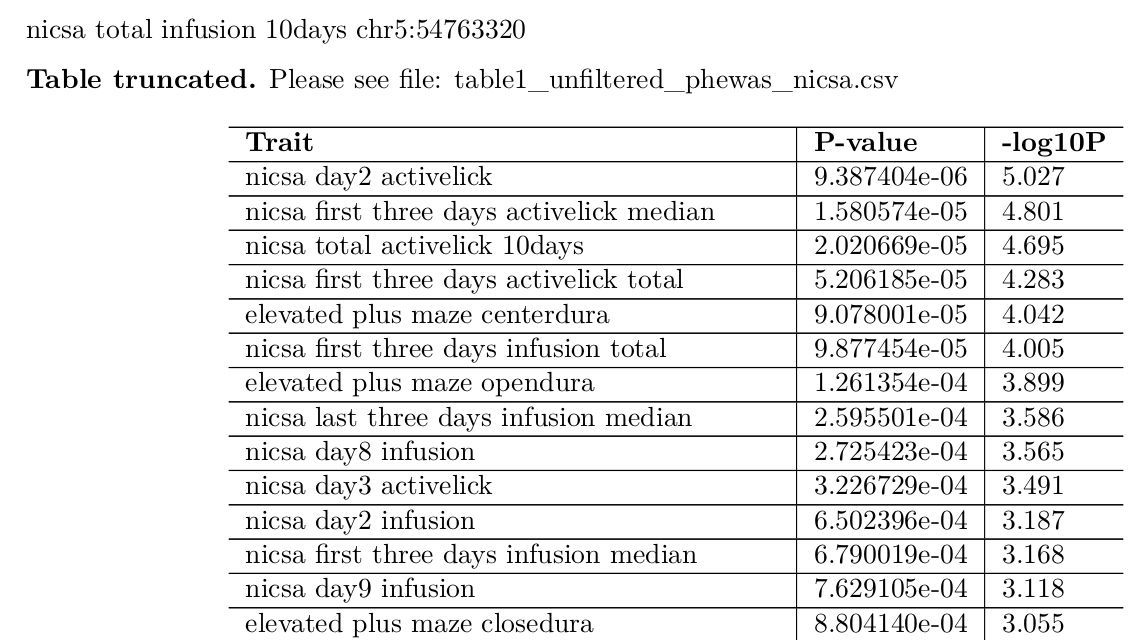 nicsa total infusion 10days chr5:54763320
Table truncated. Please see file: table1_unfiltered_phewas_nicsa.csv
Trait P-value -log10P
nicsa day2 activelick 9.387404e-06 5.027
nicsa first three days activelick median 1.580574e-05 4.801
nicsa total activelick 10days 2.020669e-05 4.695
nicsa first three days activelick total 5.206185e-05 4.283
elevated plus maze centerdura 9.078001e-05 4.042
nicsa first three days infusion total 9.877454e-05 4.005
elevated plus maze opendura 1.261354e-04 3.899
nicsa last three days infusion median 2.595501e-04 3.586
nicsa day8 infusion 2.725423e-04 3.565
nicsa day3 activelick 3.226729e-04 3.491
nicsa day2 infusion 6.502396e-04 3.187
nicsa first three days infusion median 6.790019e-04 3.168
nicsa day9 infusion 7.629105e-04 3.118
elevated plus maze closedura 8.804140e-04 3.055